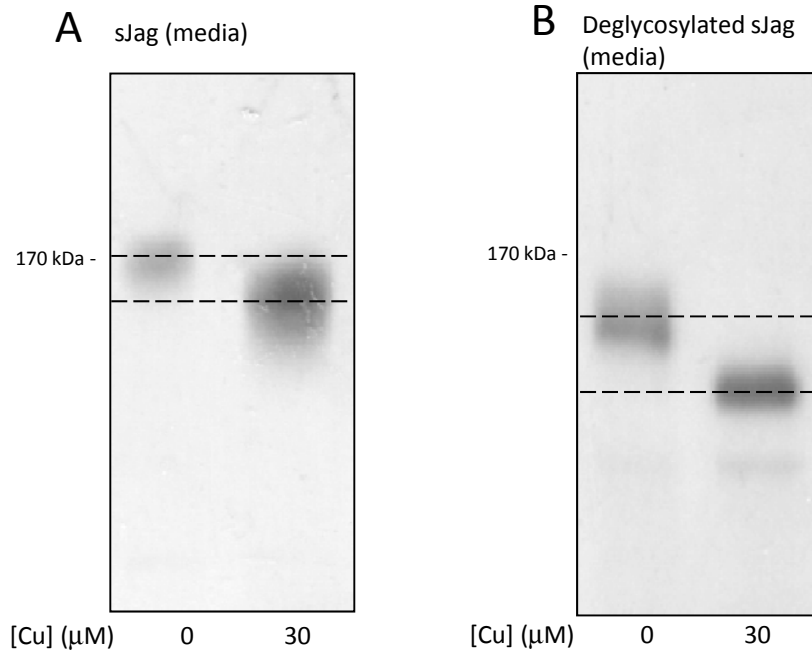 A
sJag (media)
170 kDa -
[Cu] (μM)
0
30
B
Deglycosylated sJag
(media)
170 kDa -
[Cu] (μM)
0
30